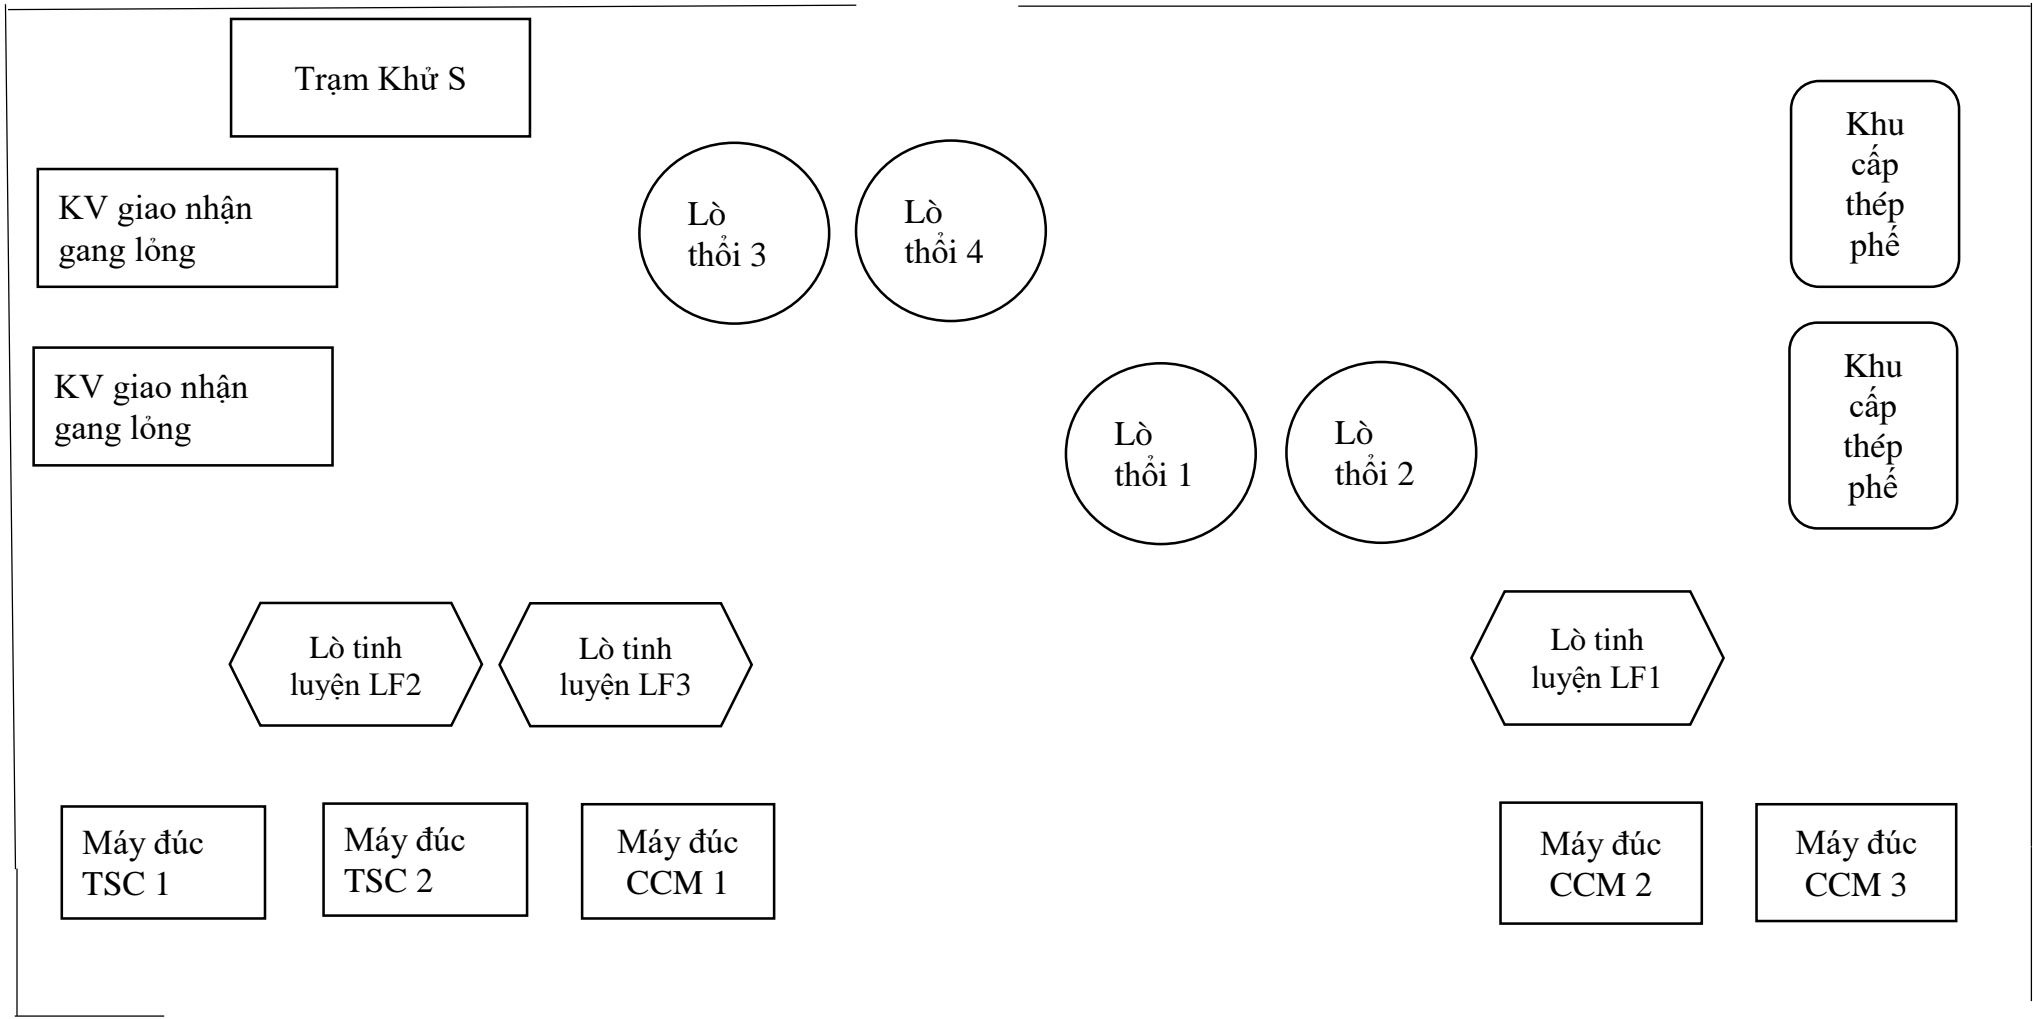 Trạm Khử S
KV giao nhận
gang lỏng
Lò
thổi 3
Lò
thổi 4
Khu
cấp
thép
phế
KV giao nhận
gang lỏng
Lò
thổi 1
Lò
thổi 2
Khu
cấp
thép
phế
Lò tinh
luyện LF2
Lò tinh
luyện LF3
Lò tinh
luyện LF1
Máy đúc
TSC 1
Máy đúc
TSC 2
Máy đúc
CCM 1
Máy đúc
CCM 2
Máy đúc
CCM 3